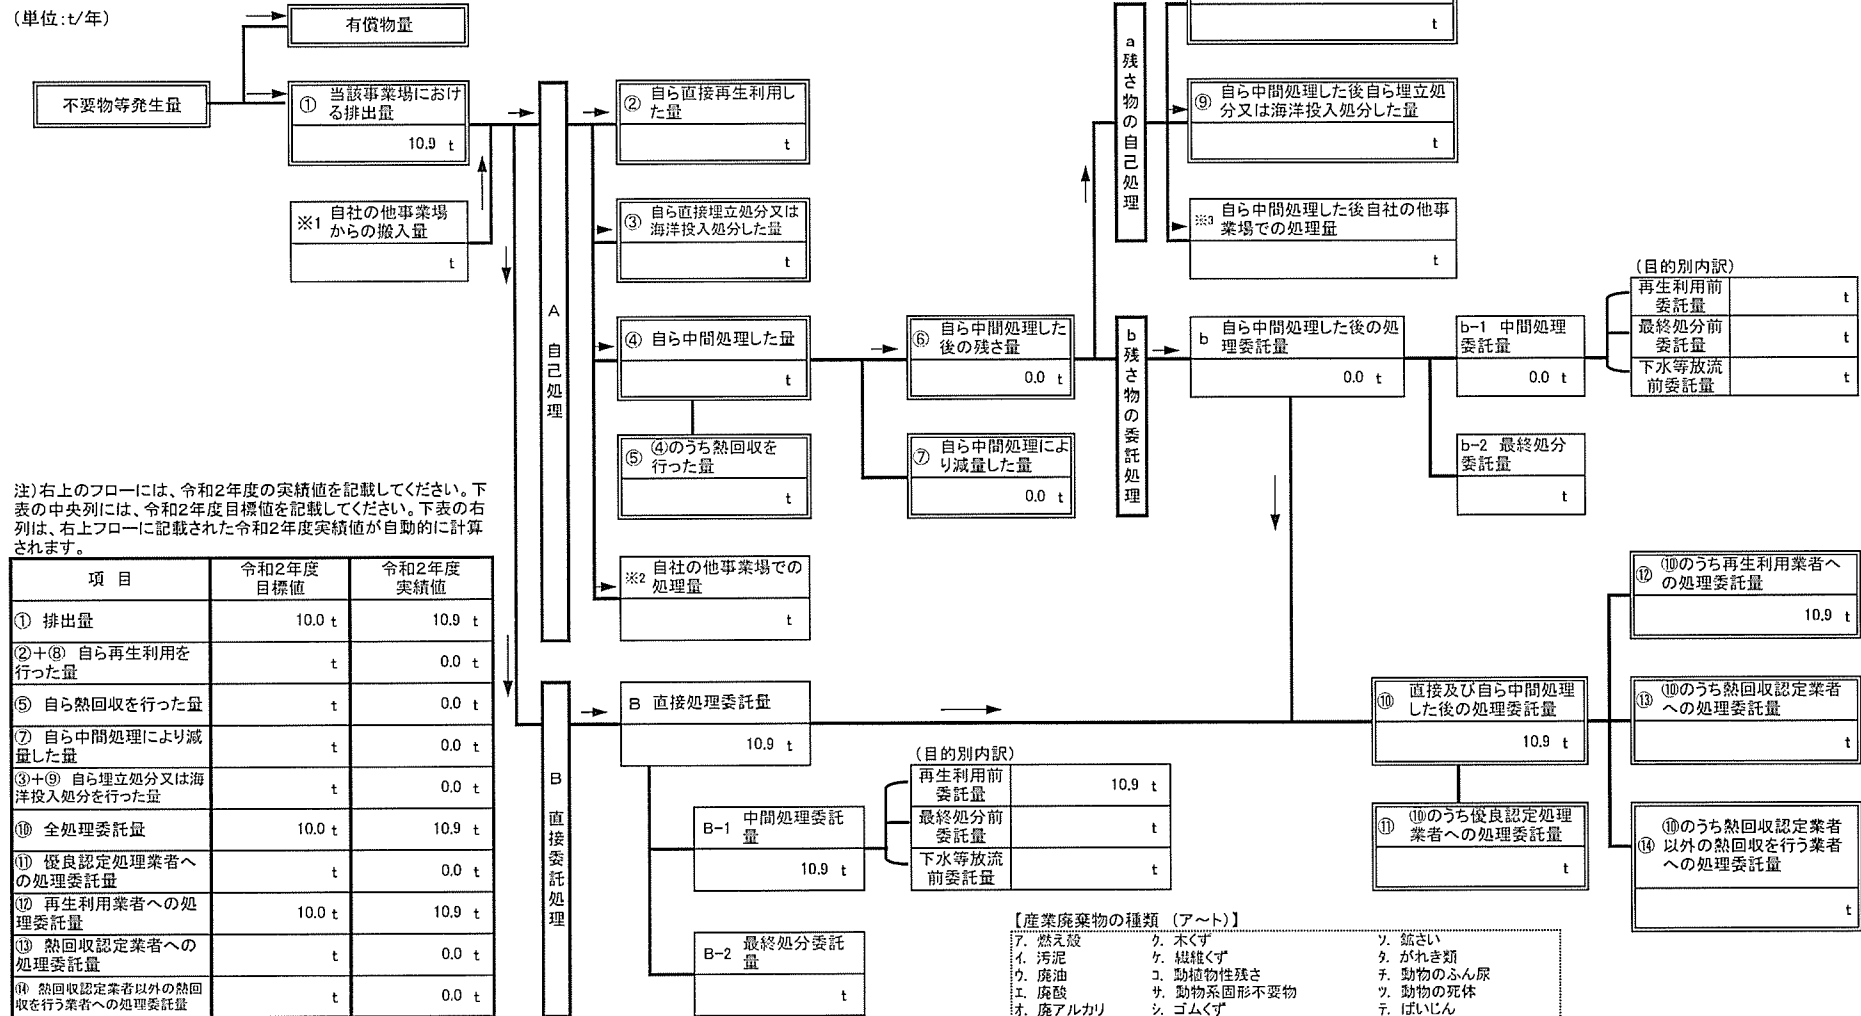 (単位:t/年)
有償物量
不要物等発生量
① 当該事業場におけ
る排出量
10.9 t
※1 自社の他事業場
からの搬入量
t
A 自己処理
② 自ら直接再生利用し
た量
t
③ 自ら直接埋立処分又は
海洋投入処分した量
t
④ 自ら中間処理した量
t
⑤ ④のうち熱回収を
行った量
t
※2 自社の他事業場での
処理量
t
⑥ 自ら中間処理した
後の残さ量
0.0 t
⑦ 自ら中間処理によ
り減量した量
0.0 t
a 残さ物の自己処理
t
⑨ 自ら中間処理した後自ら埋立処
分又は海洋投入処分した量
t
※3 自ら中間処理した後自社の他事
業場での処理量
t
b 残さ物の委託処理
b 自ら中間処理した後の処
理委託量
0.0 t
b-1 中間処理
委託量
0.0 t
(目的別内訳)
再生利用前
委託量 t
最終処分前
委託量 t
下水等放流
前委託量 t
b-2 最終処分
委託量
t
注)右上のフローには、令和2年度の実績値を記載してください。下
表の中央列には、令和2年度目標値を記載してください。下表の右
列は、右上フローに記載された令和2年度実績値が自動的に計算
されます。
項 目 令和2年度
目標値 令和2年度
実績値
① 排出量 10.0 t 10.9 t
②+⑧ 自ら再生利用を
行った量 t 0.0 t
⑤ 自ら熱回収を行った量 t 0.0 t
⑦ 自ら中間処理により減
量した量 t 0.0 t
③+⑨ 自ら埋立処分又は海
洋投入処分を行った量 t 0.0 t
⑩ 全処理委託量 10.0 t 10.9 t
⑪ 優良認定処理業者へ
の処理委託量 t 0.0 t
⑫ 再生利用業者への処
理委託量 10.0 t 10.9 t
⑬ 熱回収認定業者への
処理委託量 t 0.0 t
⑭ 熱回収認定業者以外の熱回
収を行う業者への処理委託量 t 0.0 t
B 直接委託処理
B 直接処理委託量
10.9 t
B-1 中間処理委託
量
10.9 t
(目的別内訳)
再生利用前
委託量 10.9 t
最終処分前
委託量 t
下水等放流
前委託量 t
B-2 最終処分委託
量
t
⑩ 直接及び自ら中間処理
した後の処理委託量
10.9 t
⑪ ⑩のうち優良認定処理
業者への処理委託量
t
⑫ ⑩のうち再生利用業者へ
の処理委託量
10.9 t
⑬ ⑩のうち熱回収認定業者
への処理委託量
t
⑭ ⑩のうち熱回収認定業者
以外の熱回収を行う業者
への処理委託量
t
【産業廃棄物の種類 (ア～ト)】
ア. 燃え殻 ク. 木くず ソ. 鉱さい
イ. 汚泥 ケ. 繊維くず タ. がれき類
ウ. 廃油 コ. 動植物性残さ チ. 動物のふん尿
エ. 廃酸 サ. 動物系固形不要物 ツ. 動物の死体
オ. 廃アルカリ シ. ゴムくず テ. ばいじん